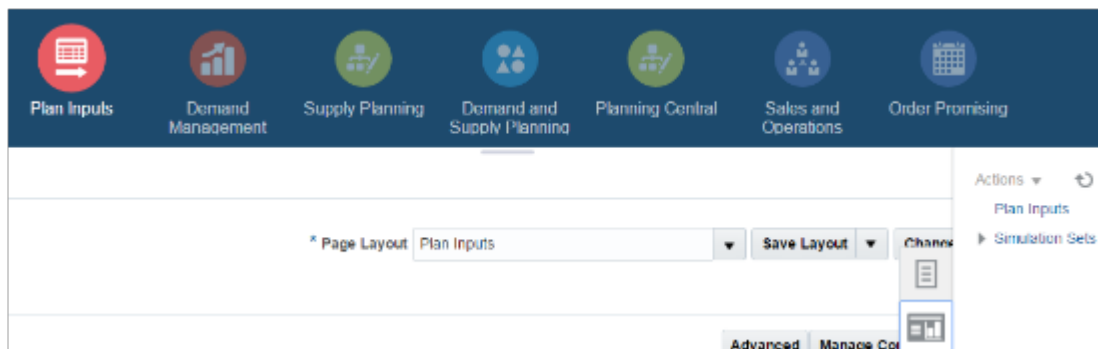 Plan Inputs
Demand
Management
Supply Planning
Demand and
Supply Planning
Planning Central
Sales and
Operations
Order Promising
Actions
Plan Inputs
Simulation Sets
* Page Layout Plan Inputs
Save Layout
Advanced
Manage